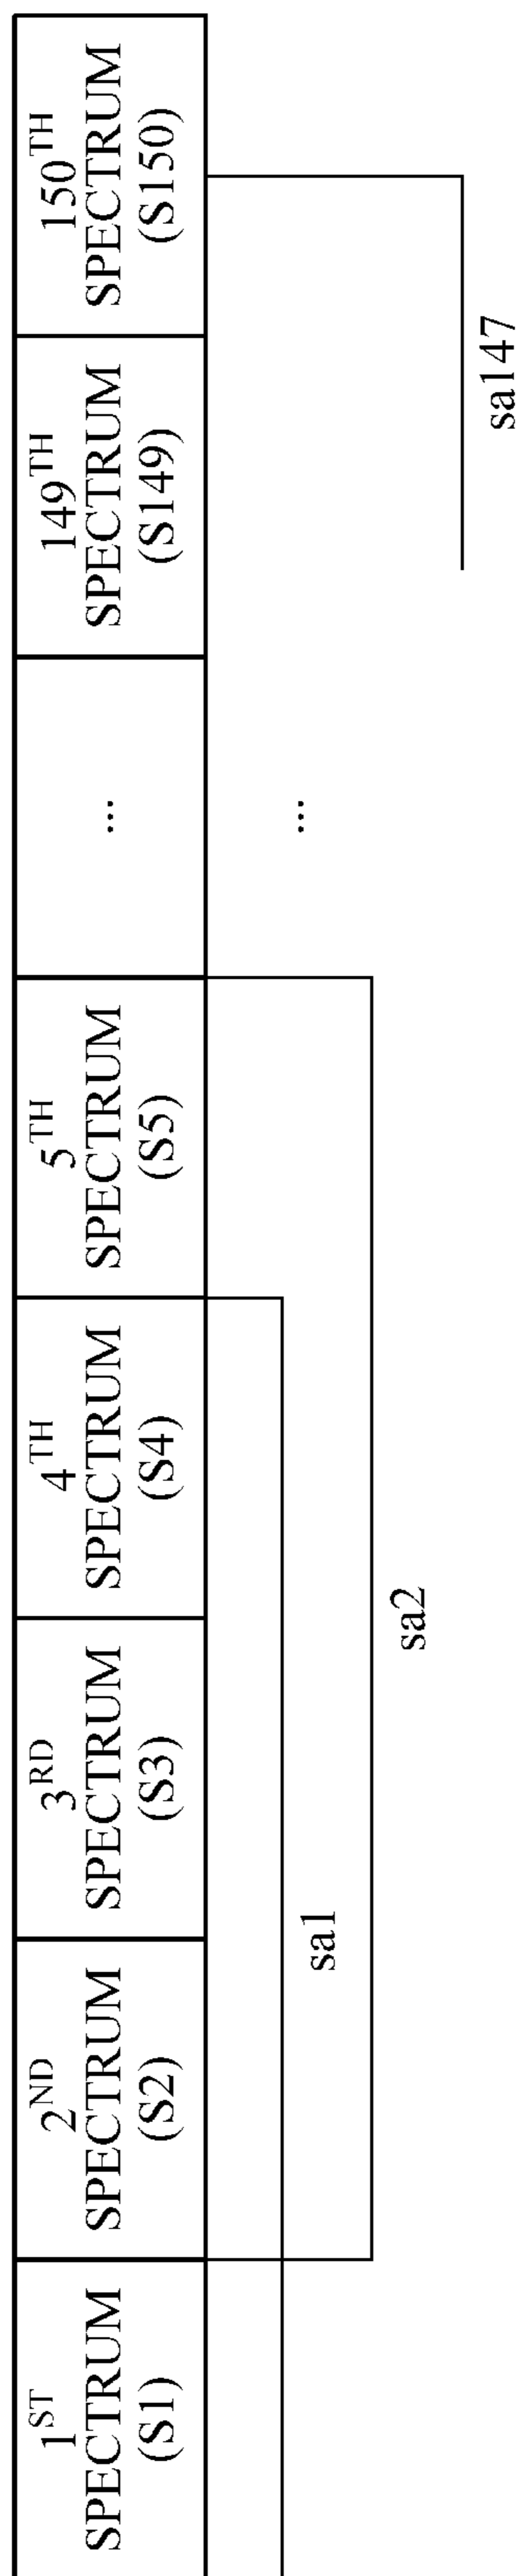 1ST
SPECTRUM
(S1)
2ND
SPECTRUM
(S2)
3RD
SPECTRUM
(S3)
4TH
SPECTRUM
(S4)
5TH
SPECTRUM
(S5)
...
149TH
SPECTRUM
(S149)
150TH
SPECTRUM
(S150)
sa1
sa2
...
sa147